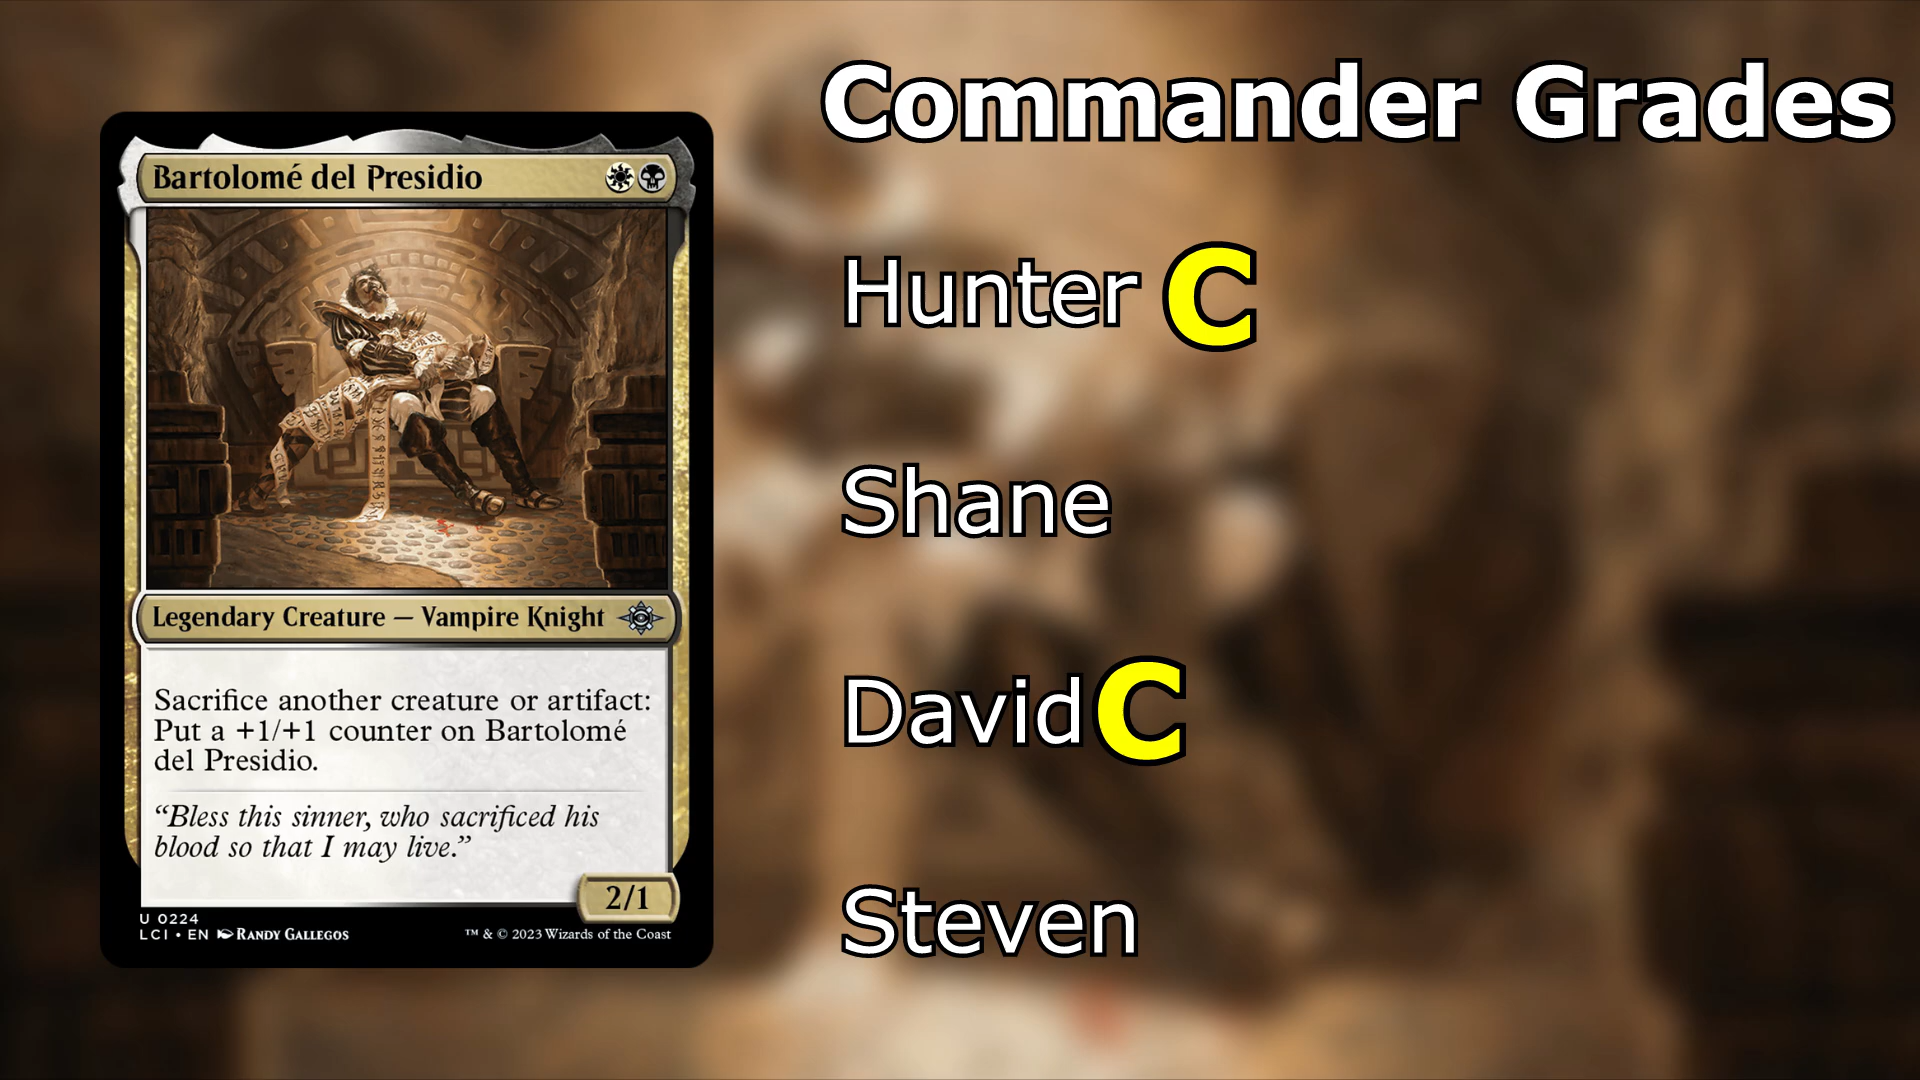 Commander Grades
Bartolomé del Presidio
Legendary Creature — Vampire Knight
Sacrifice another creature or artifact:
Put a +1/+1 counter on Bartolomé
del Presidio.
“Bless this sinner, who sacrificed his
blood so that I may live.”
2/1
U 0224
LCI • EN Randy Gallegos
™ & © 2023 Wizards of the Coast
Hunter C
Shane
David C
Steven